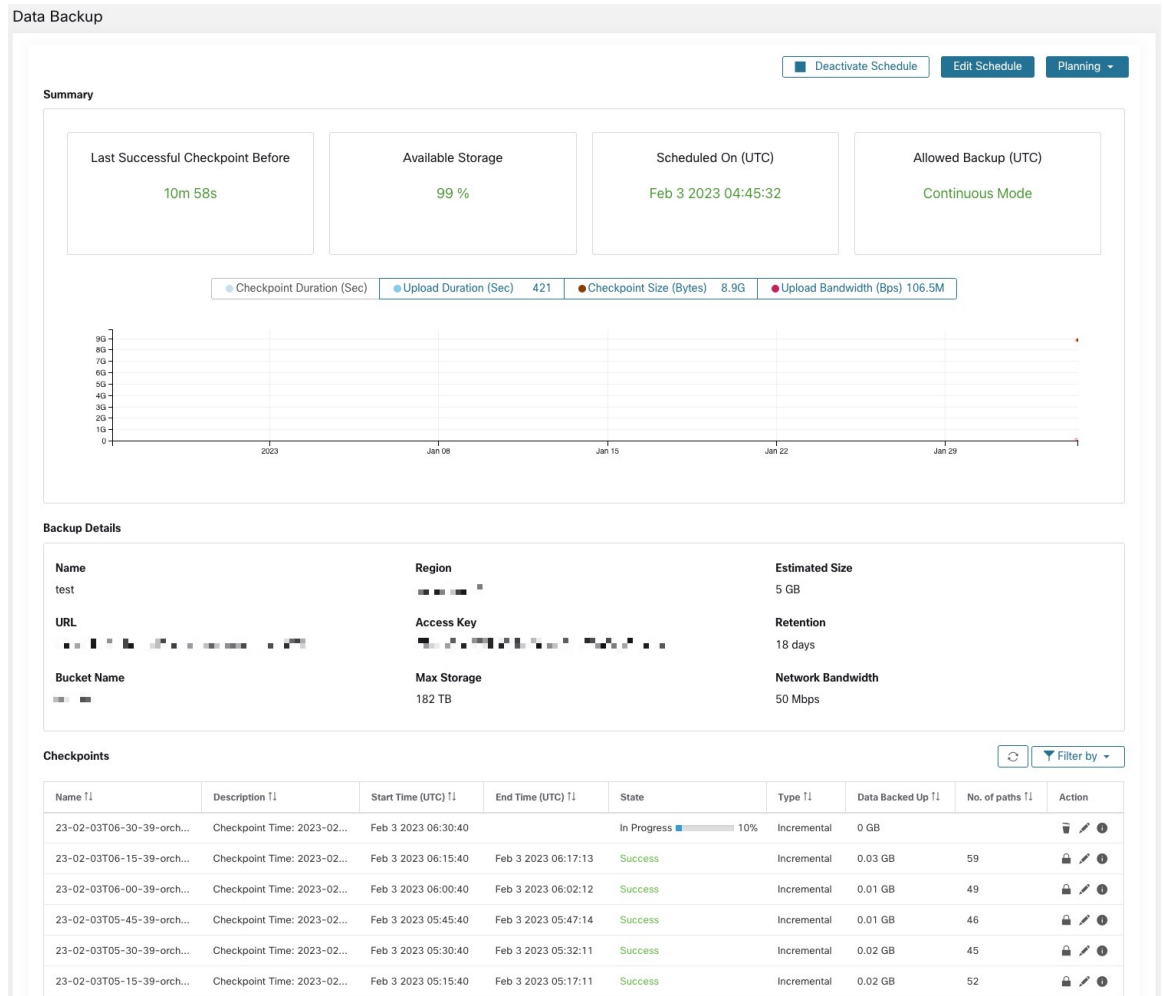 Data Backup
Deactivate Schedule Edit Schedule Planning
Summary
Last Successful Checkpoint Before Available Storage Scheduled On (UTC) Allowed Backup (UTC)
10m 58s 99 % Feb 3 2023 04:45:32 Continuous Mode
Checkpoint Duration (Sec) Upload Duration (Sec) 421 Checkpoint Size (Bytes) 8.9G Upload Bandwidth (Bps) 106.5M
9G
8G
7G
6G
5G
4G
3G
2G
1G
0
2023 Jan 08 Jan 15 Jan 22 Jan 29
Backup Details
Name Region Estimated Size
test 5 GB
URL Access Key Retention
18 days
Bucket Name Max Storage Network Bandwidth
182 TB 50 Mbps
Checkpoints Filter by
Name Description Start Time (UTC) End Time (UTC) State Type Data Backed Up No. of paths Action
23-02-03T06-30-39-orch... Checkpoint Time: 2023-02... Feb 3 2023 06:30:40 In Progress 10% Incremental 0 GB
23-02-03T06-15-39-orch... Checkpoint Time: 2023-02... Feb 3 2023 06:15:40 Feb 3 2023 06:17:13 Success Incremental 0.03 GB 59
23-02-03T06-00-39-orch... Checkpoint Time: 2023-02... Feb 3 2023 06:00:40 Feb 3 2023 06:02:12 Success Incremental 0.01 GB 49
23-02-03T05-45-39-orch... Checkpoint Time: 2023-02... Feb 3 2023 05:45:40 Feb 3 2023 05:47:14 Success Incremental 0.01 GB 46
23-02-03T05-30-39-orch... Checkpoint Time: 2023-02... Feb 3 2023 05:30:40 Feb 3 2023 05:32:11 Success Incremental 0.02 GB 45
23-02-03T05-15-39-orch... Checkpoint Time: 2023-02... Feb 3 2023 05:15:40 Feb 3 2023 05:17:11 Success Incremental 0.02 GB 52